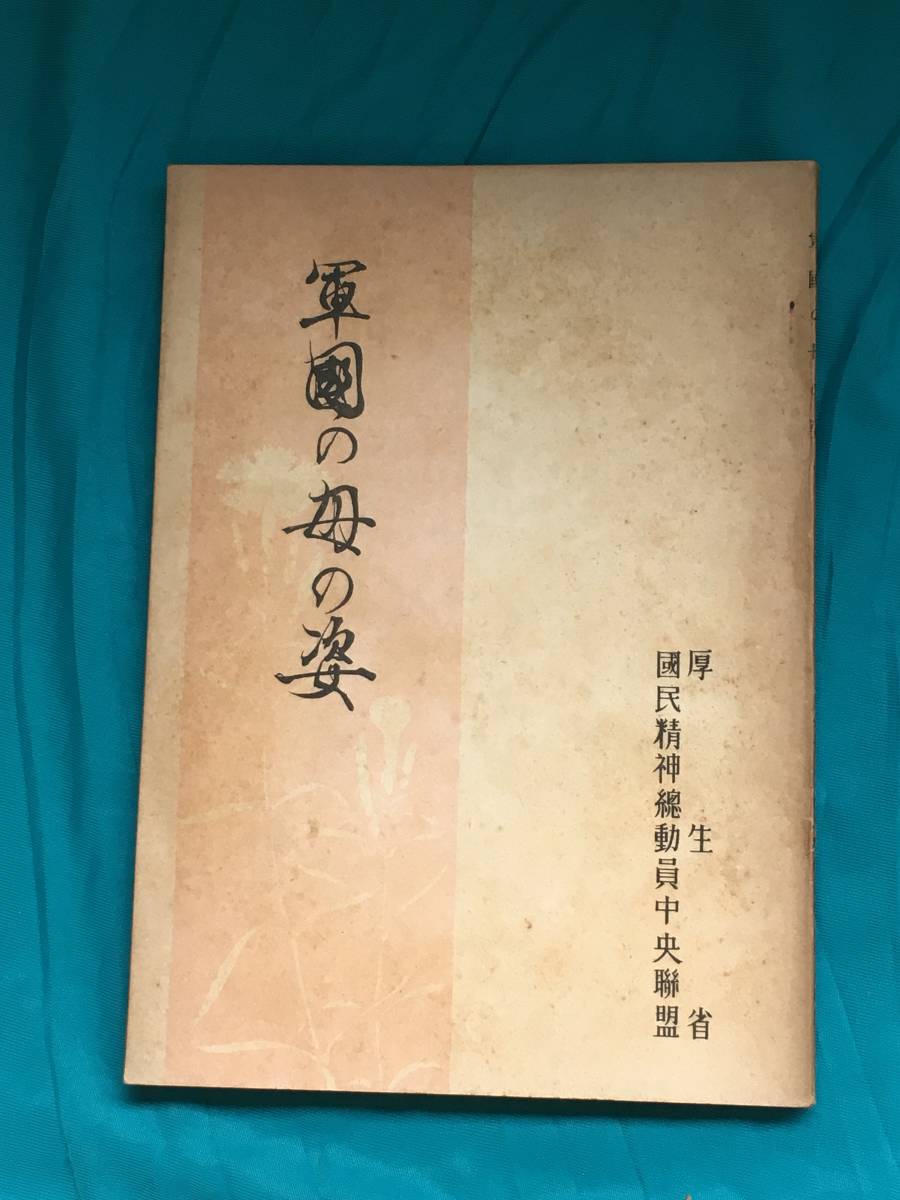 軍國の母の姿
厚生省
國民精神總動員中央聯盟